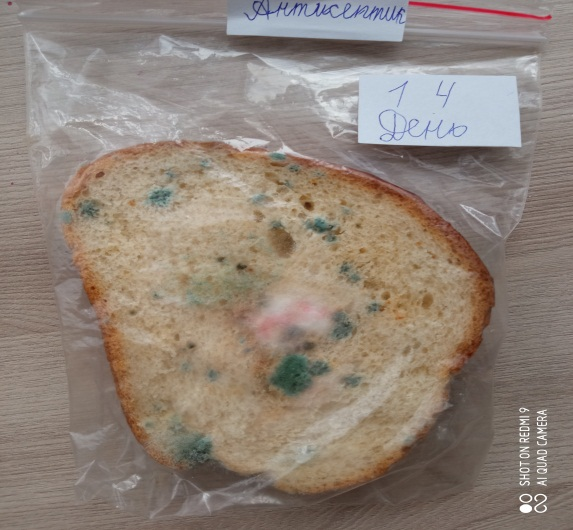 Антисептик
1 4
День
SHOT ON REDMI 9
AI QUAD CAMERA